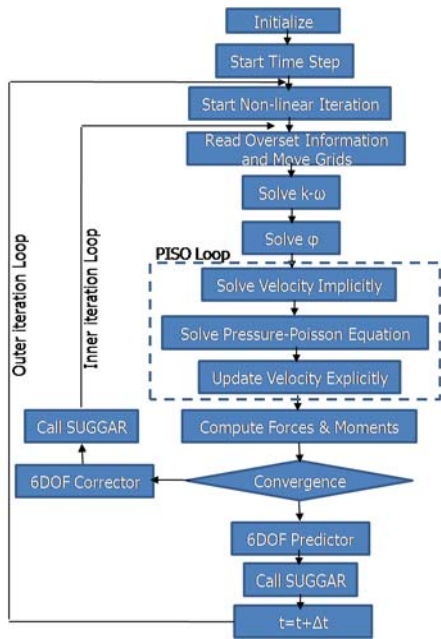 Initialize
Start Time Step
Start Non-linear Iteration
Read Overset Information
and Move Grids
Solve k-ω
Solve φ
PISO Loop
Solve Velocity Implicitly
Solve Pressure-Poisson Equation
Update Velocity Explicitly
Compute Forces & Moments
Convergence
6DOF Corrector
Call SUGGAR
Inner iteration Loop
Outer iteration Loop
6DOF Predictor
Call SUGGAR
t=t+Δt